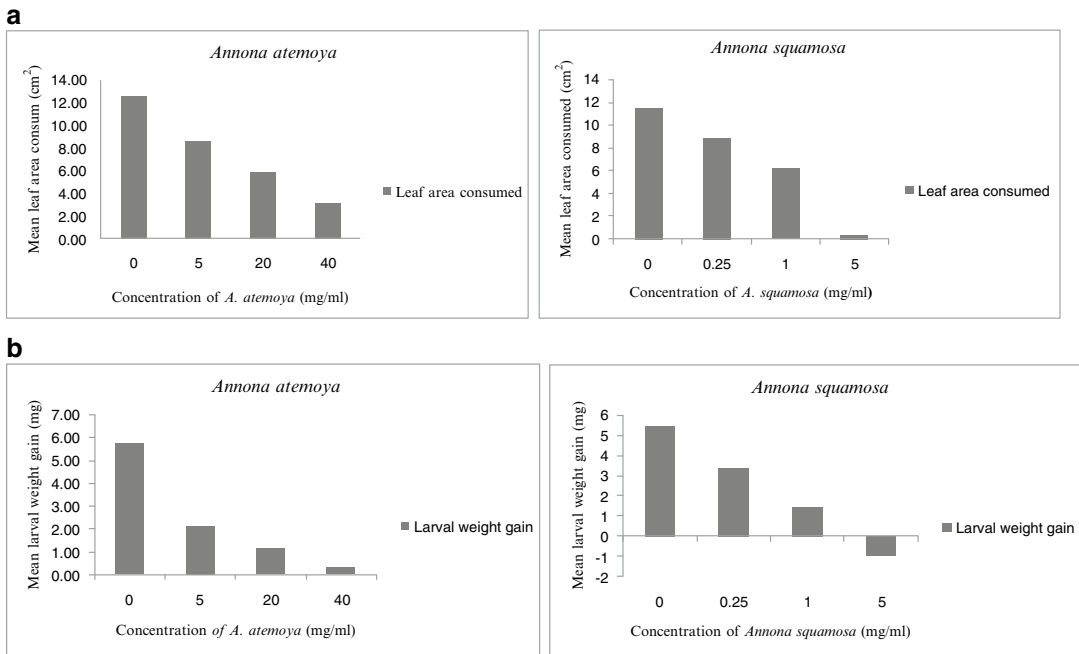 a
Annona atemoya
Mean leaf area consum (cm²)
14.00
12.00
10.00
8.00
6.00
4.00
2.00
0.00
0 5 20 40
Concentration of A. atemoya (mg/ml)
Leaf area consumed
Annona squamosa
Mean leaf area consumed (cm²)
14
12
10
8
6
4
2
0
0 0.25 1 5
Concentration of A. squamosa (mg/ml)
Leaf area consumed
b
Annona atemoya
Mean larval weight gain (mg)
7.00
6.00
5.00
4.00
3.00
2.00
1.00
0.00
0 5 20 40
Concentration of A. atemoya (mg/ml)
Larval weight gain
Annona squamosa
Mean larval weight gain (mg)
6
5
4
3
2
1
0
-1
-2
0 0.25 1 5
Concentration of Annona squamosa (mg/ml)
Larval weight gain